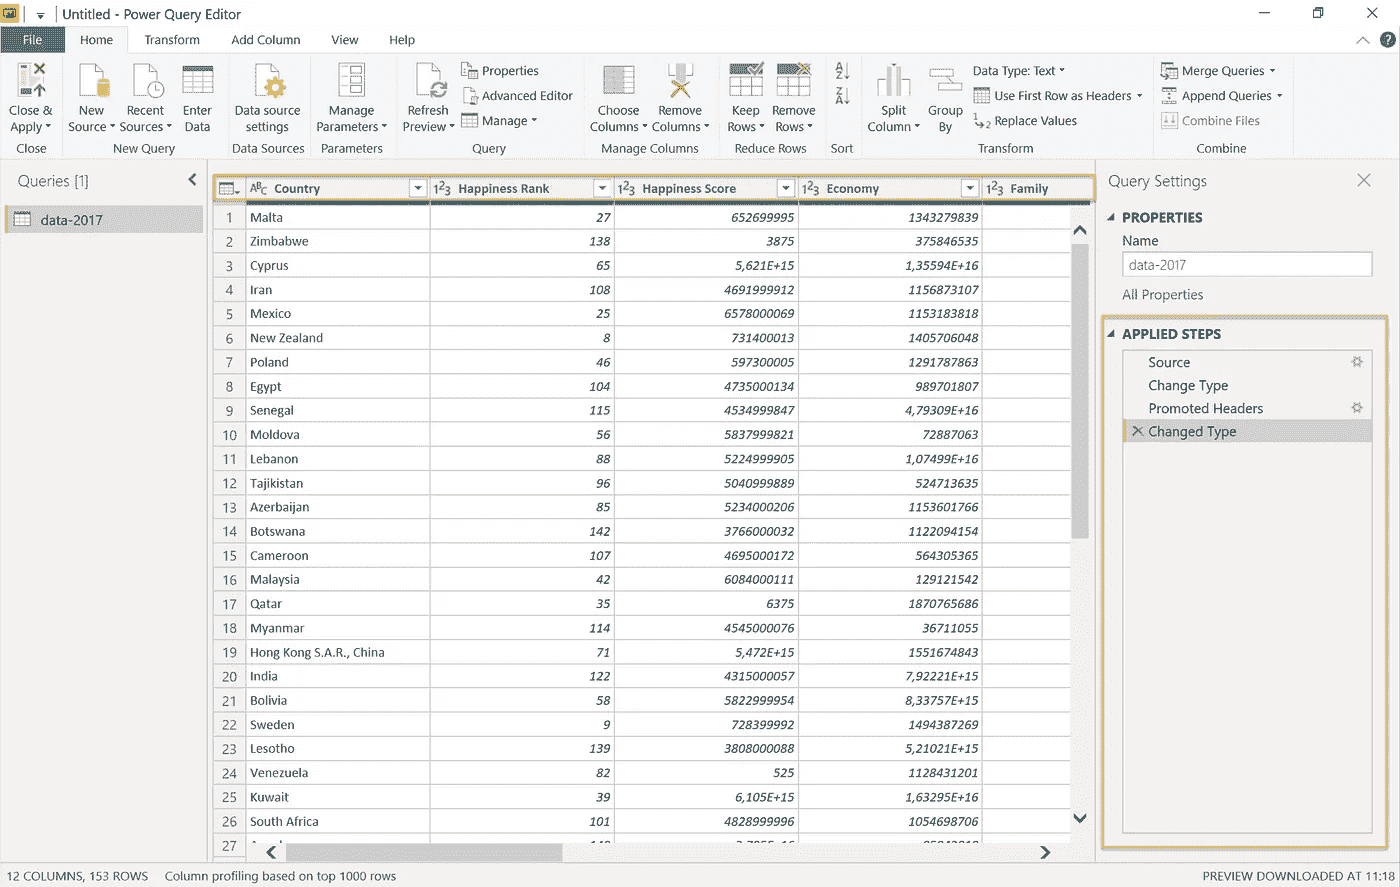 Untitled - Power Query Editor
File Home Transform Add Column View Help
Close & Apply
New Source
Recent Sources
Enter Data
Data source settings
Manage Parameters
Refresh Preview
Properties
Advanced Editor
Manage
Choose Columns
Remove Columns
Keep Rows
Remove Rows
Split Column
Group By
Data Type: Text
Use First Row as Headers
Replace Values
Merge Queries
Append Queries
Combine Files
Close New Query Data Sources Parameters Query Manage Columns Reduce Rows Sort Transform Combine
Queries [1]
data-2017
Country Happiness Rank Happiness Score Economy Family
1 Malta 27 652699995 1343279839
2 Zimbabwe 138 3875 375846535
3 Cyprus 65 5,621E+15 1,35594E+16
4 Iran 108 4691999912 1156873107
5 Mexico 25 6578000069 1153183818
6 New Zealand 8 731400013 1405706048
7 Poland 46 597300005 1291787863
8 Egypt 104 4735000134 989701807
9 Senegal 115 4534999847 4,79309E+16
10 Moldova 56 5837999821 72887063
11 Lebanon 88 5224999905 1,07499E+16
12 Tajikistan 96 5040999889 524713635
13 Azerbaijan 85 5234000206 1153601766
14 Botswana 142 3766000032 1122094154
15 Cameroon 107 4695000172 564305365
16 Malaysia 42 6084000111 129121542
17 Qatar 35 6375 1870765686
18 Myanmar 114 4545000076 36711055
19 Hong Kong S.A.R., China 71 5,472E+15 1551674843
20 India 122 4315000057 7,92221E+15
21 Bolivia 58 5822999954 8,33757E+15
22 Sweden 9 728399992 1494387269
23 Lesotho 139 3808000088 5,21021E+15
24 Venezuela 82 525 1128431201
25 Kuwait 39 6,105E+15 1,63295E+16
26 South Africa 101 4828999996 1054698706
27
Query Settings
PROPERTIES
Name
data-2017
All Properties
APPLIED STEPS
Source
Change Type
Promoted Headers
Changed Type
12 COLUMNS, 153 ROWS Column profiling based on top 1000 rows
PREVIEW DOWNLOADED AT 11:18